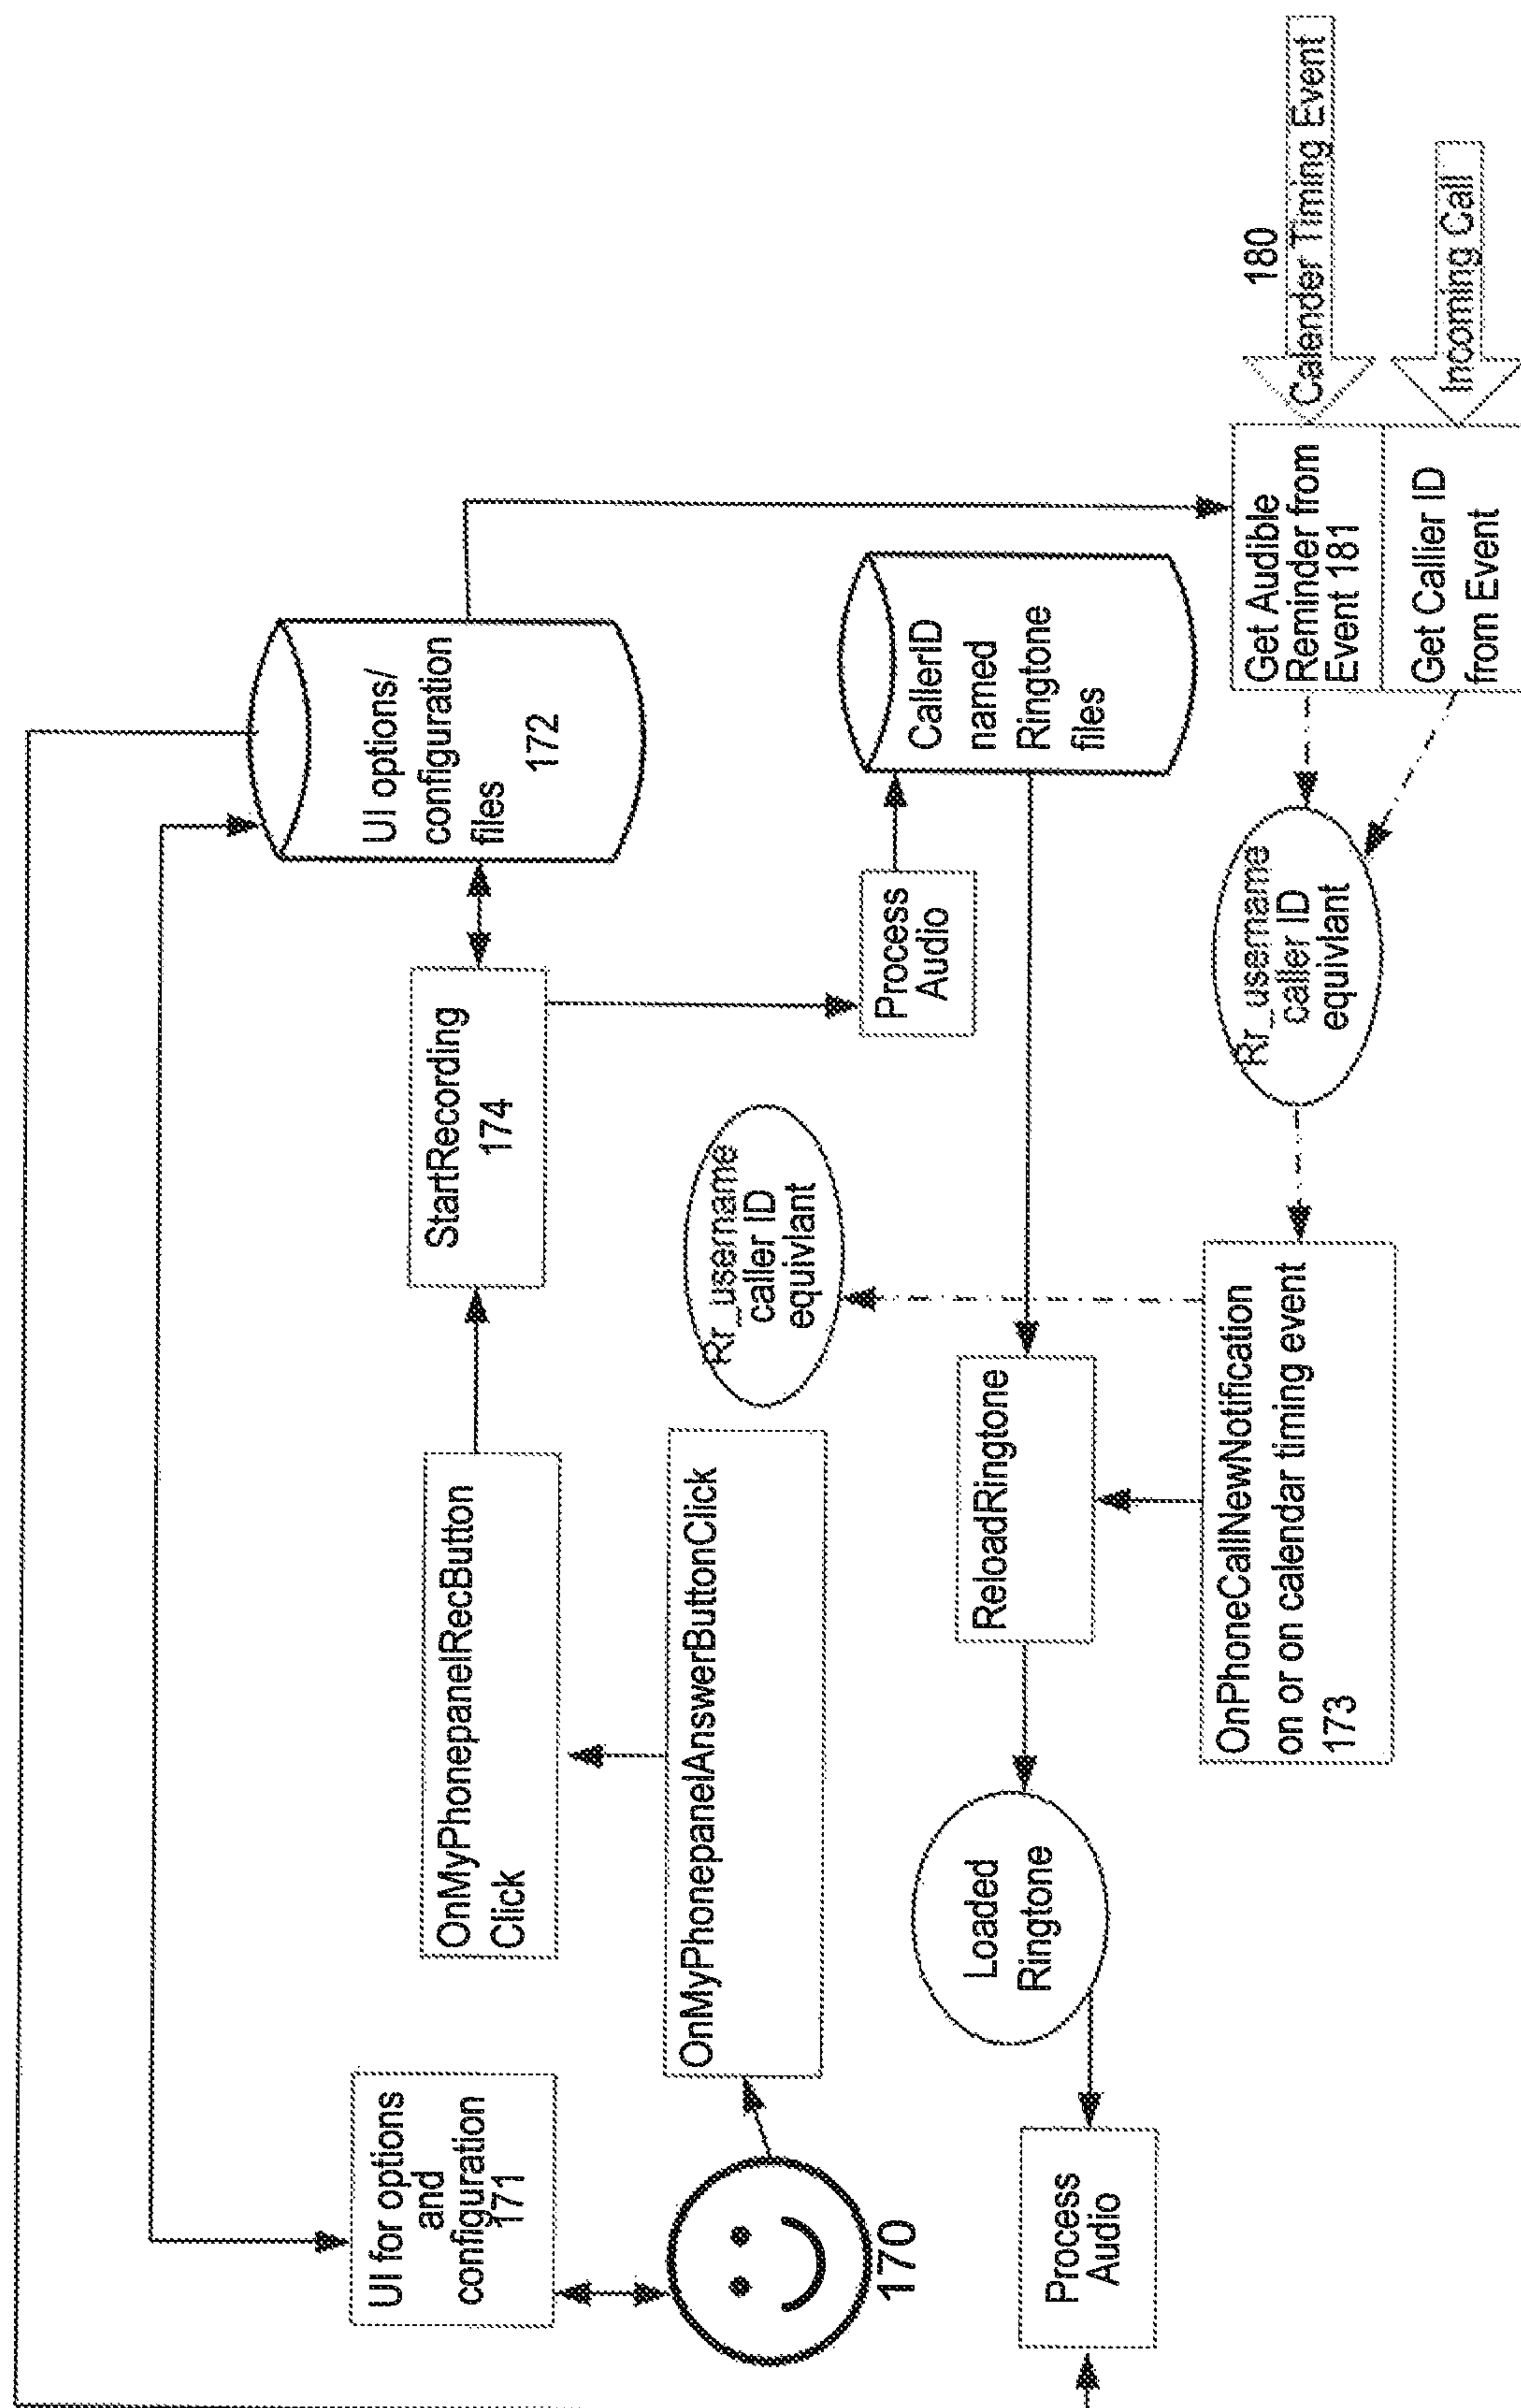 UI for options
and
configuration
171
170
OnMyPhonepanelRecButton
Click
OnMyPhonepanelAnswerButtonClick
StartRecording
174
UI options/
configuration
files
172
Rr_username
caller ID
equivlant
Process
Audio
CallerID
named
Ringtone
files
Process
Audio
Loaded
Ringtone
ReloadRingtone
OnPhoneCallNewNotification
on or on calendar timing event
173
Rr_username
caller ID
equivlant
Get Audible
Reminder from
Event 181
Get Callier ID
from Event
180
Calender Timing Event
Incoming Call